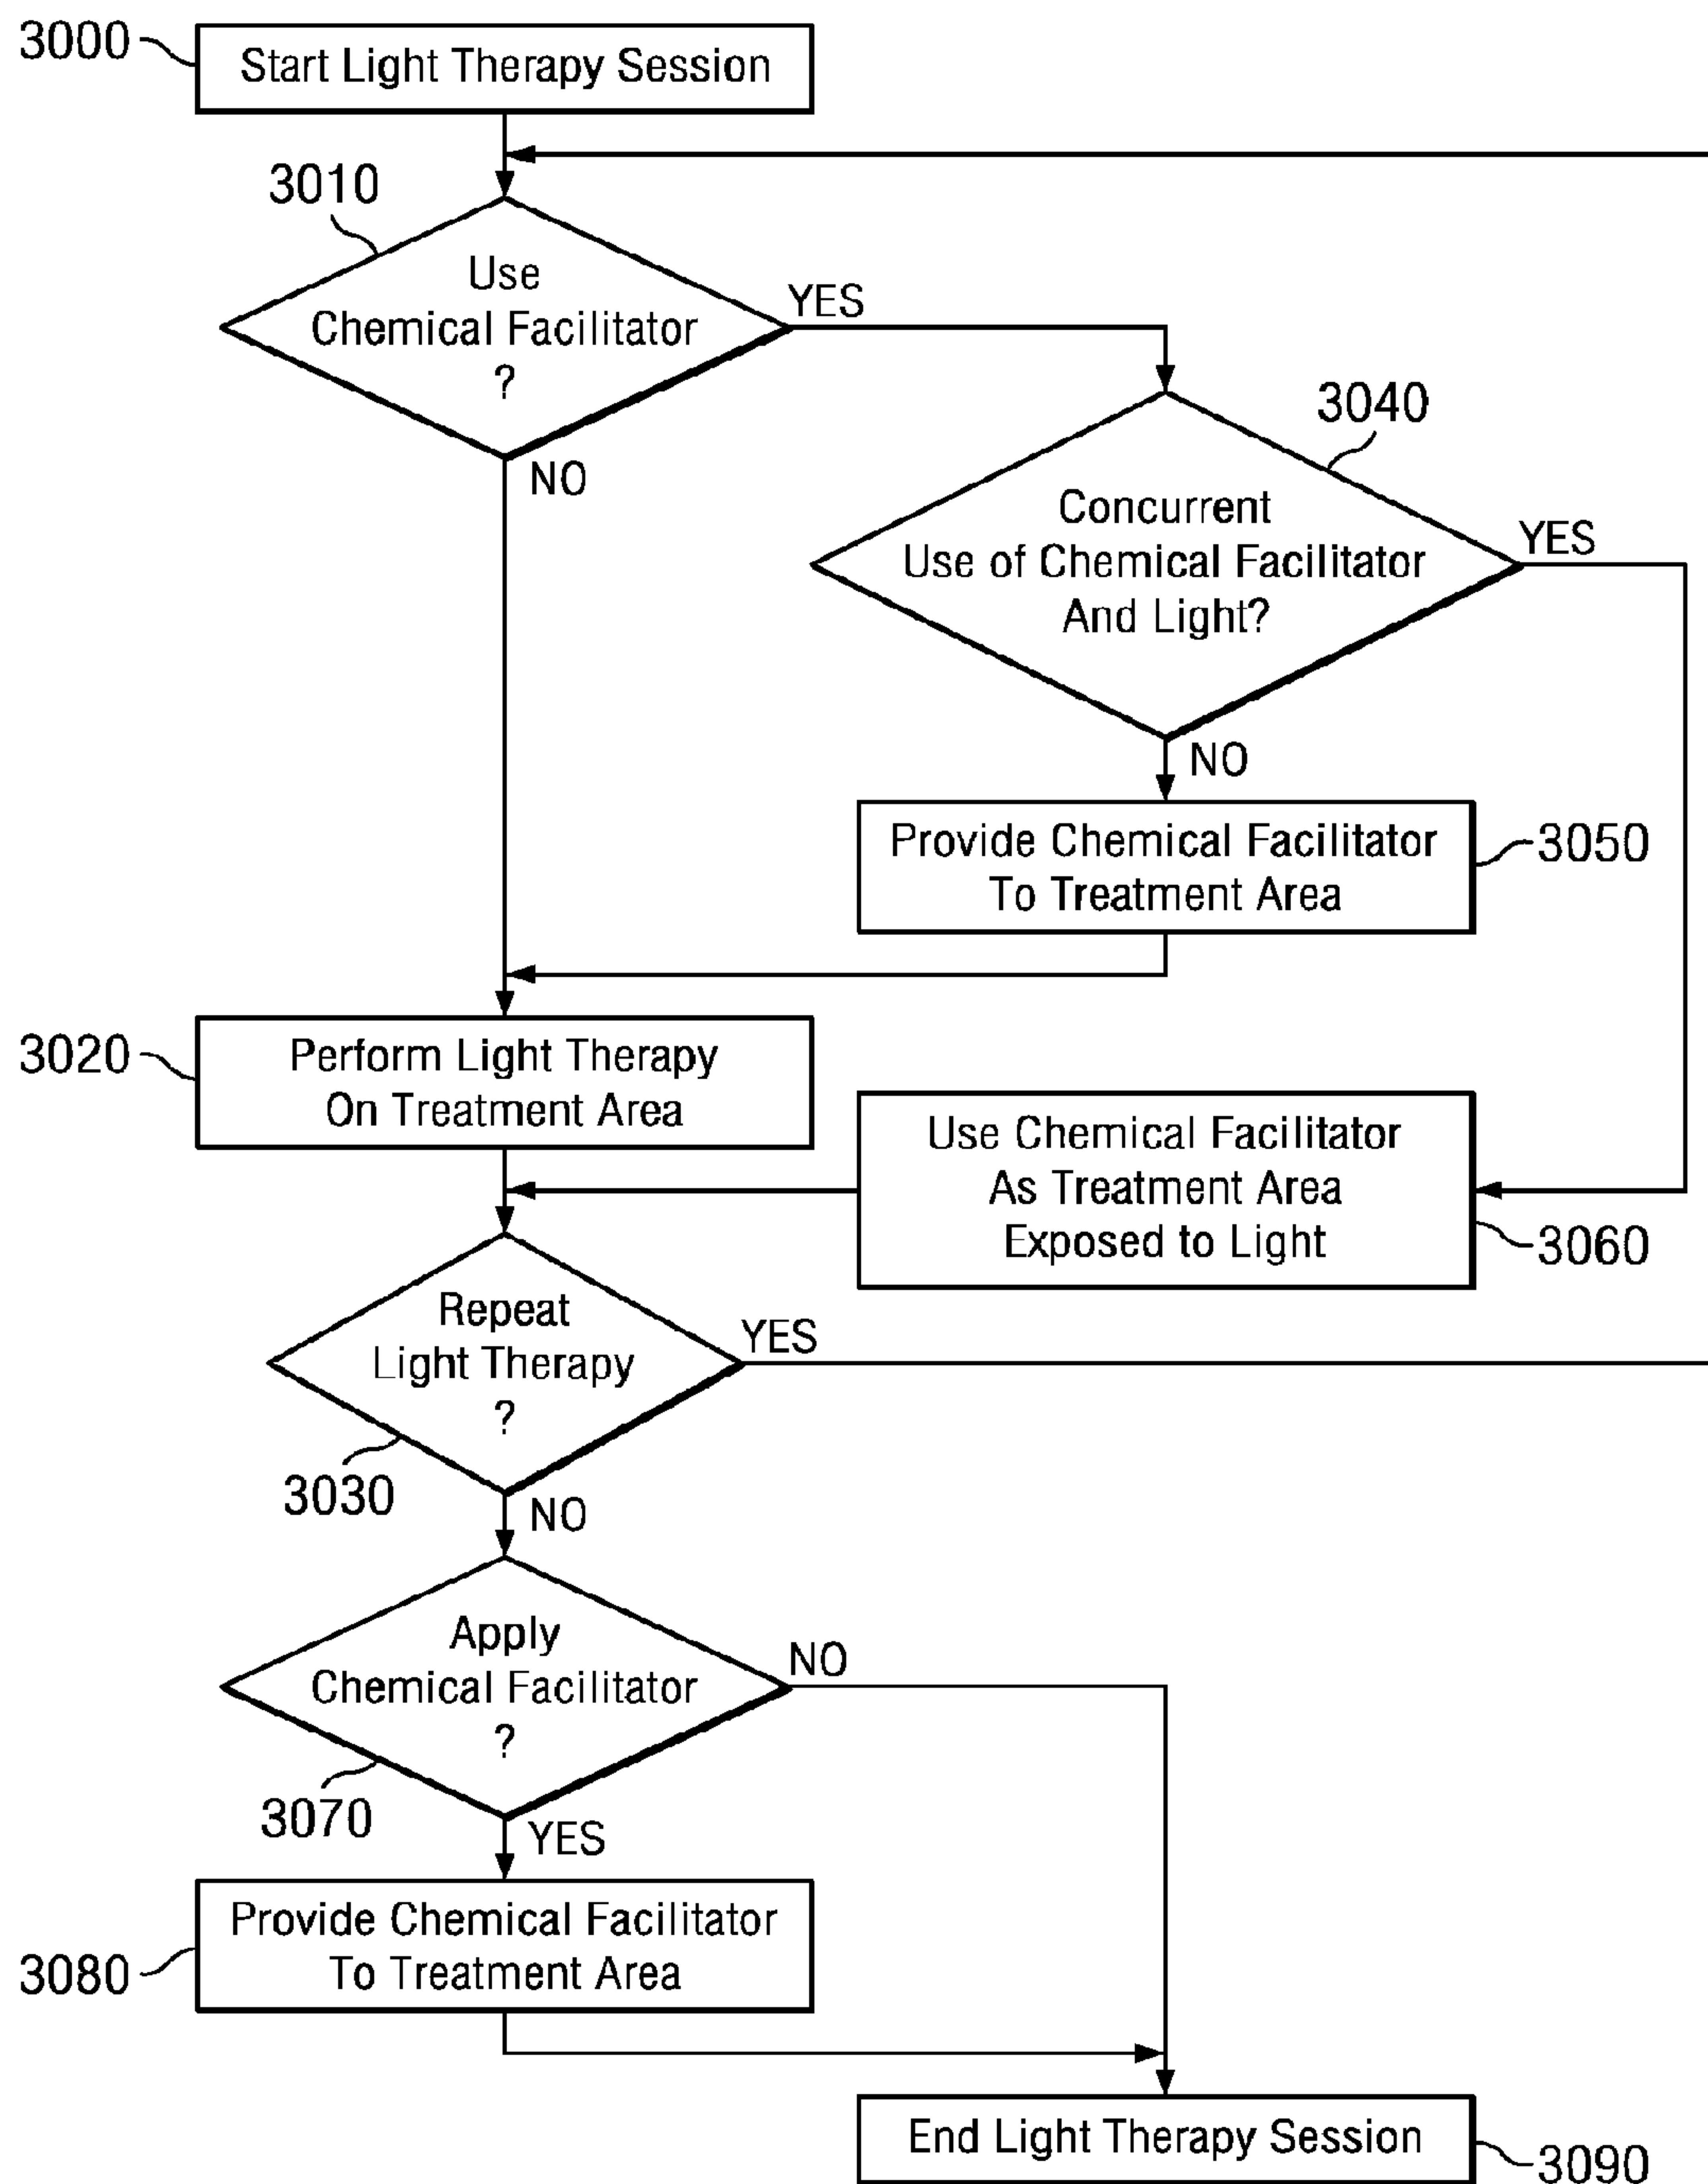 3000
Start Light Therapy Session
3010
Use
Chemical Facilitator
?
YES
NO
3040
Concurrent
Use of Chemical Facilitator
And Light?
YES
NO
Provide Chemical Facilitator
To Treatment Area
3050
3020
Perform Light Therapy
On Treatment Area
Use Chemical Facilitator
As Treatment Area
Exposed to Light
3060
Repeat
Light Therapy
?
YES
3030
NO
Apply
Chemical Facilitator
?
NO
3070
YES
Provide Chemical Facilitator
To Treatment Area
3080
End Light Therapy Session
3090